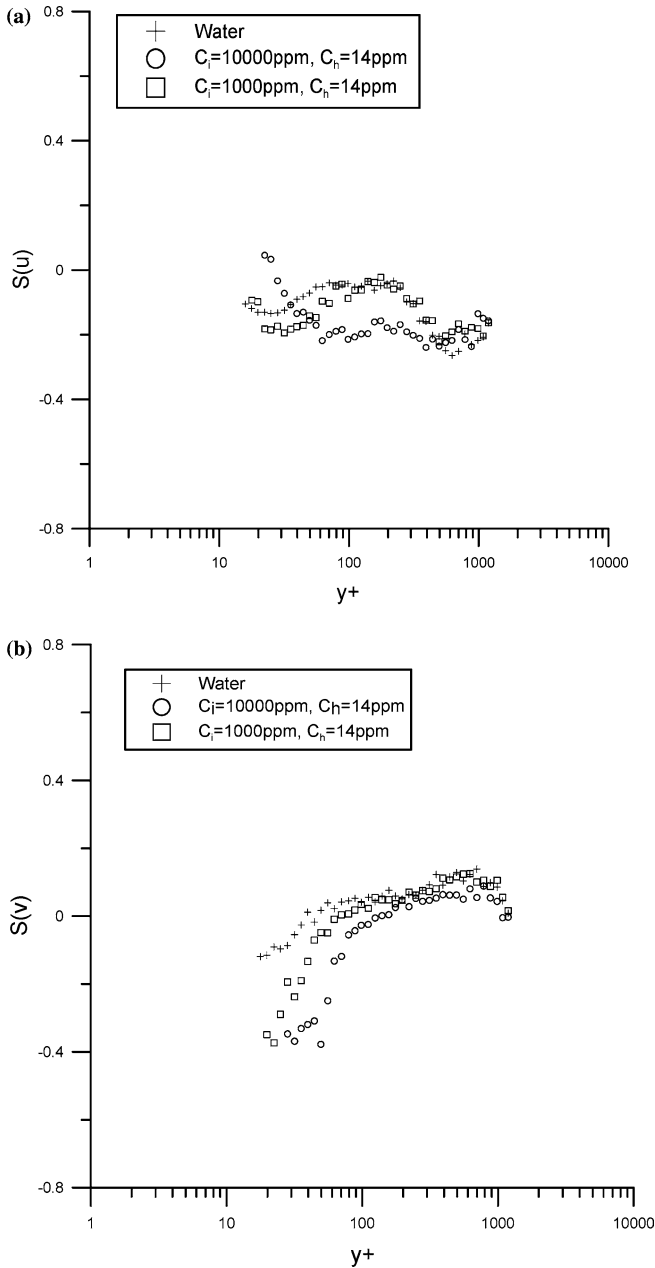 (a)
0.8
Water
Cᵢ=10000ppm, Cₕ=14ppm
Cᵢ=1000ppm, Cₕ=14ppm
0.4
S(u)
0
-0.4
-0.8
1
10
100
1000
10000
y+
(b)
0.8
Water
Ci=10000ppm, Ch=14ppm
Cᵢ=1000ppm, Cₕ=14ppm
0.4
S(v)
0
-0.4
-0.8
1
10
100
1000
10000
y+